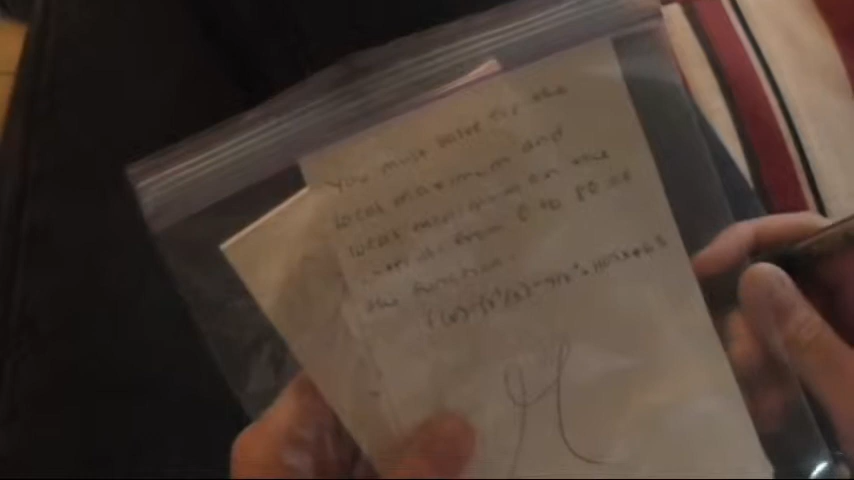 You must solve for the
local maximum and
local minimum on the
interval from 0 to 80 of
the function.